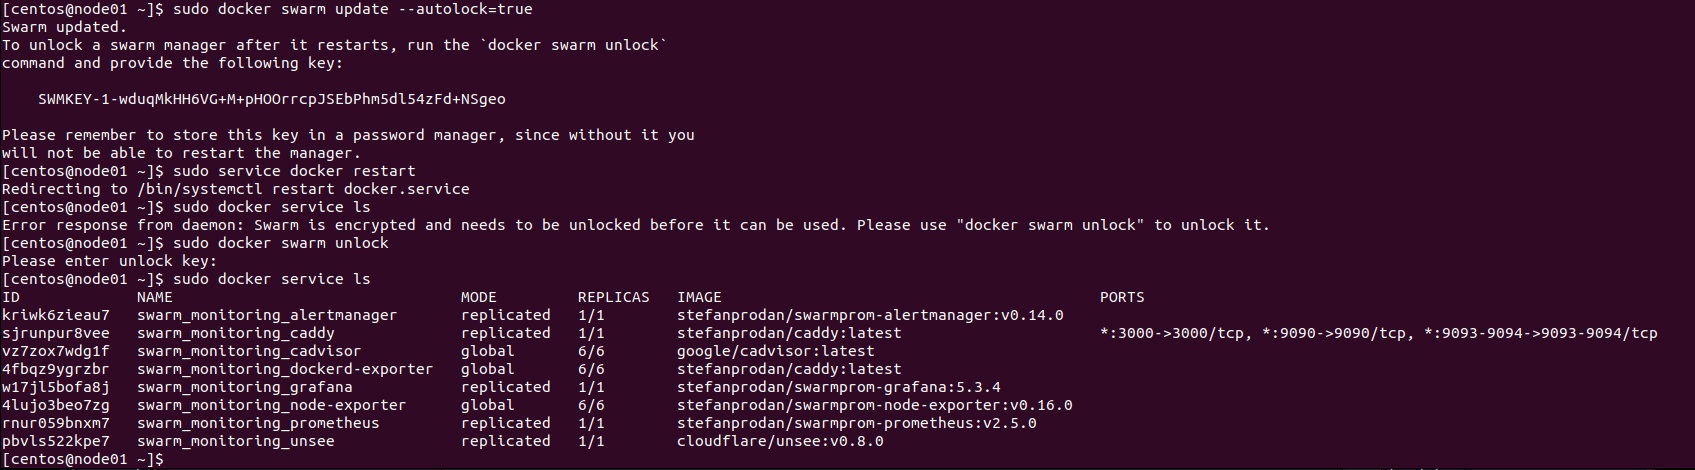 [centos@node01 ~]$ sudo docker swarm update --autolock=true
Swarm updated.
To unlock a swarm manager after it restarts, run the `docker swarm unlock`
command and provide the following key:
SWMKEY-1-wduqMkHH6VG+M+pHOOrrcpJSEbPhm5dl54zFd+NSgeo
Please remember to store this key in a password manager, since without it you
will not be able to restart the manager.
[centos@node01 ~]$ sudo service docker restart
Redirecting to /bin/systemctl restart docker.service
[centos@node01 ~]$ sudo docker service ls
Error response from daemon: Swarm is encrypted and needs to be unlocked before it can be used. Please use "docker swarm unlock" to unlock it.
[centos@node01 ~]$ sudo docker swarm unlock
Please enter unlock key:
[centos@node01 ~]$ sudo docker service ls
ID NAME MODE REPLICAS IMAGE PORTS
kriwk6zieau7 swarm_monitoring_alertmanager replicated 1/1 stefanprodan/swarmprom-alertmanager:v0.14.0
sjrunpur8vee swarm_monitoring_caddy replicated 1/1 stefanprodan/caddy:latest *:3000->3000/tcp, *:9090->9090/tcp, *:9093-9094->9093-9094/tcp
vz7zox7wdg1f swarm_monitoring_cadvisor global 6/6 google/cadvisor:latest
4fbqz9ygrzbr swarm_monitoring_dockerd-exporter global 6/6 stefanprodan/caddy:latest
w17jl5bofa8j swarm_monitoring_grafana replicated 1/1 stefanprodan/swarmprom-grafana:5.3.4
4lujo3beo7zg swarm_monitoring_node-exporter global 6/6 stefanprodan/swarmprom-node-exporter:v0.16.0
rnur059bnxm7 swarm_monitoring_prometheus replicated 1/1 stefanprodan/swarmprom-prometheus:v2.5.0
pbvls522kpe7 swarm_monitoring_unsee replicated 1/1 cloudflare/unsee:v0.8.0
[centos@node01 ~]$